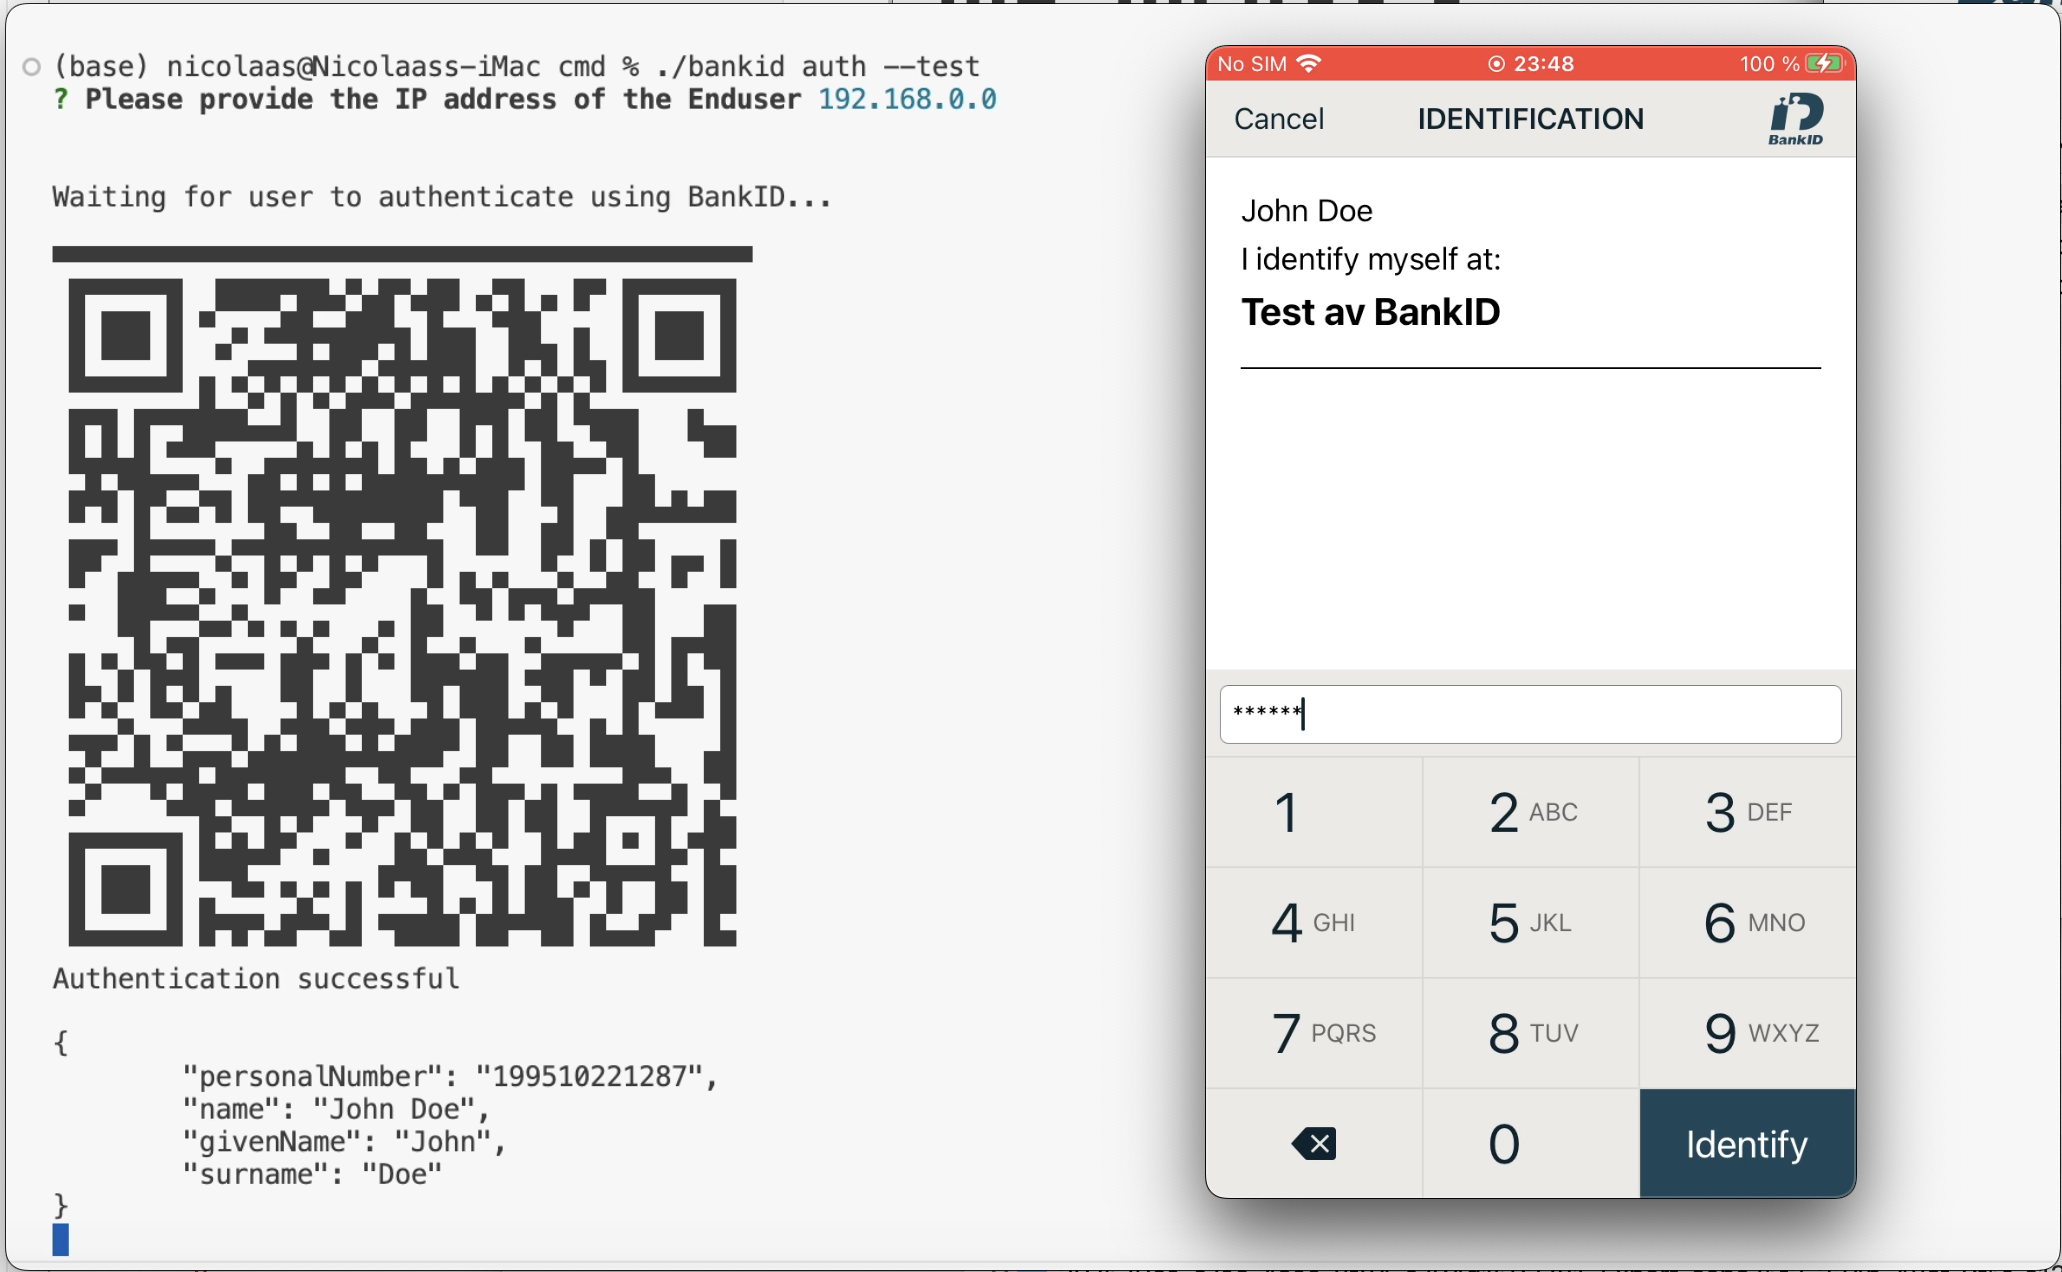 (base) nicolaas@Nicolaass-iMac cmd % ./bankid auth --test
? Please provide the IP address of the Enduser 192.168.0.0
Waiting for user to authenticate using BankID...
Authentication successful
{
"personalNumber": "199510221287",
"name": "John Doe",
"givenName": "John",
"surname": "Doe"
}
No SIM 23:48 100 %
Cancel IDENTIFICATION BankID
John Doe
I identify myself at:
Test av BankID
******
1 2 ABC 3 DEF
4 GHI 5 JKL 6 MNO
7 PQRS 8 TUV 9 WXYZ
0 Identify